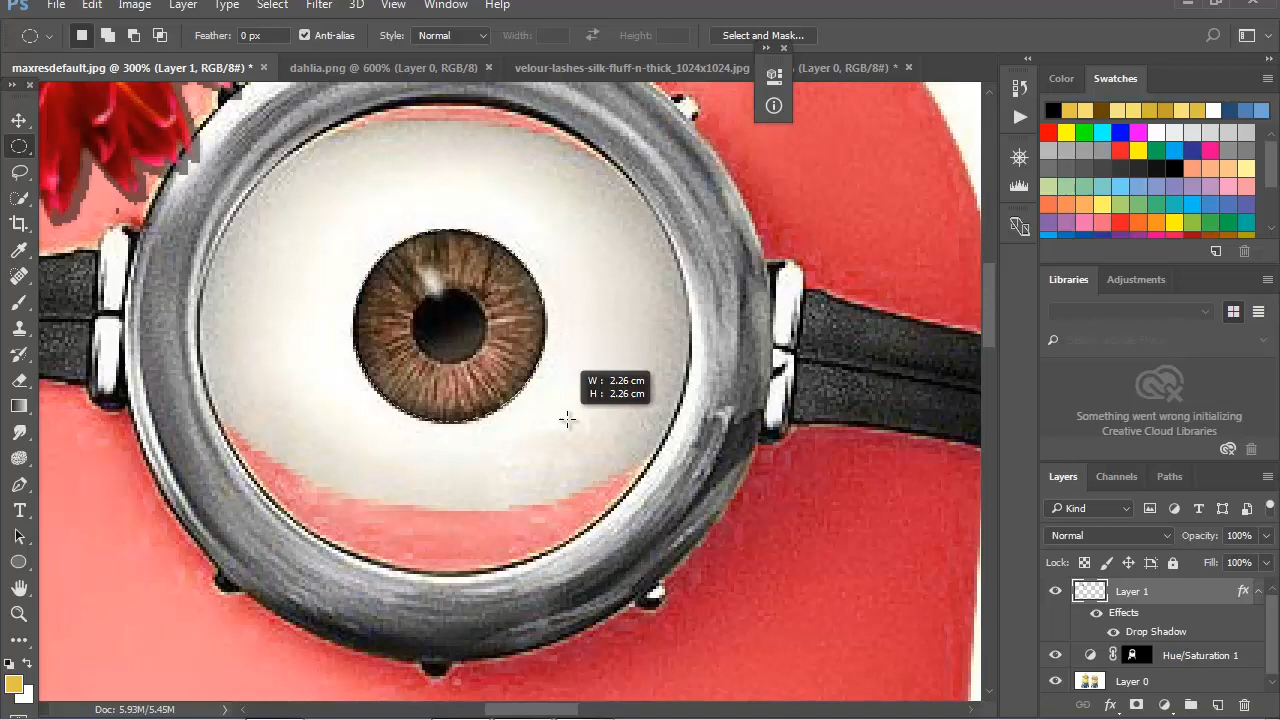 Ps File Edit Image Layer Type Select Filter 3D View Window Help
Feather: 0 px Anti-alias Style: Normal Width: Height: Select and Mask...
maxresdefault.jpg @ 300% (Layer 1, RGB/8#) * dahlia.png @ 600% (Layer 0, RGB/8) velour-lashes-silk-fluff-n-thick_1024x1024.jpg (Layer 0, RGB/8#) *
Color Swatches
Libraries Adjustments
Something went wrong initializing
Creative Cloud Libraries
W : 2.26 cm
H : 2.26 cm
Layers Channels Paths
Kind
Normal Opacity: 100%
Lock: Fill: 100%
Layer 1 fx
Effects
Drop Shadow
Hue/Saturation 1
Layer 0
fx
Doc: 5.93M/5.45M